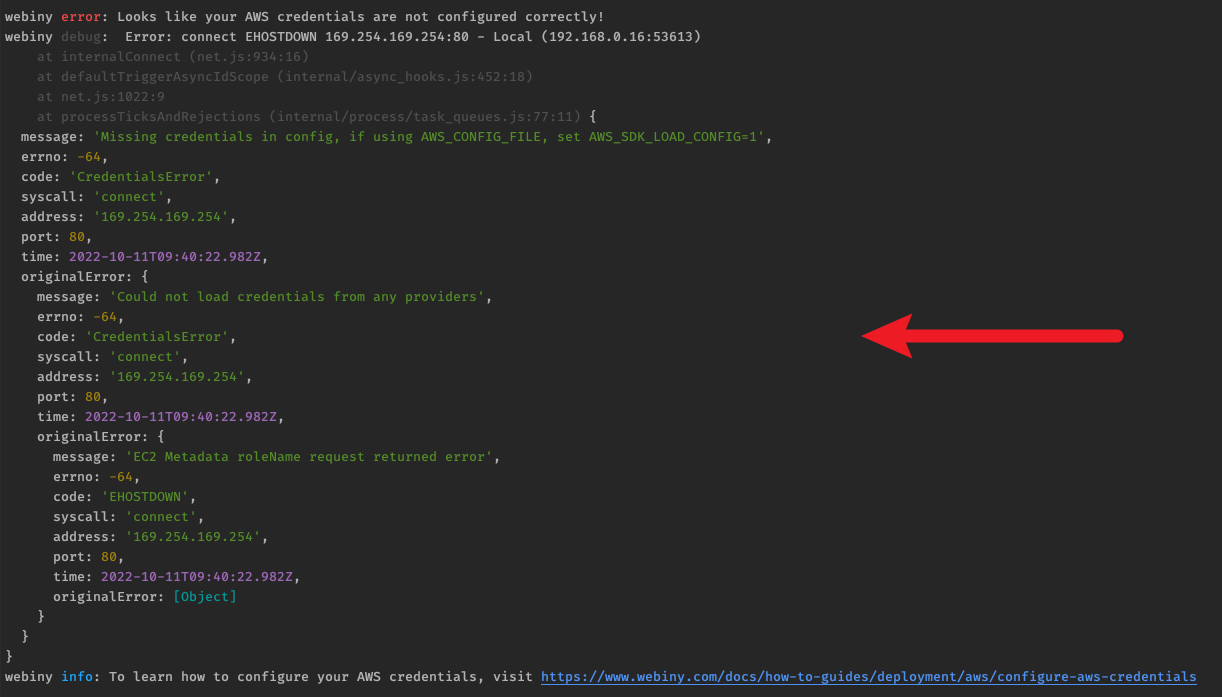 webiny error: Looks like your AWS credentials are not configured correctly!
webiny debug:  Error: connect EHOSTDOWN 169.254.169.254:80 - Local (192.168.0.16:53613)
    at internalConnect (net.js:934:16)
    at defaultTriggerAsyncIdScope (internal/async_hooks.js:452:18)
    at net.js:1022:9
    at processTicksAndRejections (internal/process/task_queues.js:77:11) {
  message: 'Missing credentials in config, if using AWS_CONFIG_FILE, set AWS_SDK_LOAD_CONFIG=1',
  errno: -64,
  code: 'CredentialsError',
  syscall: 'connect',
  address: '169.254.169.254',
  port: 80,
  time: 2022-10-11T09:40:22.982Z,
  originalError: {
    message: 'Could not load credentials from any providers',
    errno: -64,
    code: 'CredentialsError',
    syscall: 'connect',
    address: '169.254.169.254',
    port: 80,
    time: 2022-10-11T09:40:22.982Z,
    originalError: {
      message: 'EC2 Metadata roleName request returned error',
      errno: -64,
      code: 'EHOSTDOWN',
      syscall: 'connect',
      address: '169.254.169.254',
      port: 80,
      time: 2022-10-11T09:40:22.982Z,
      originalError: [Object]
    }
  }
}
webiny info: To learn how to configure your AWS credentials, visit https://www.webiny.com/docs/how-to-guides/deployment/aws/configure-aws-credentials